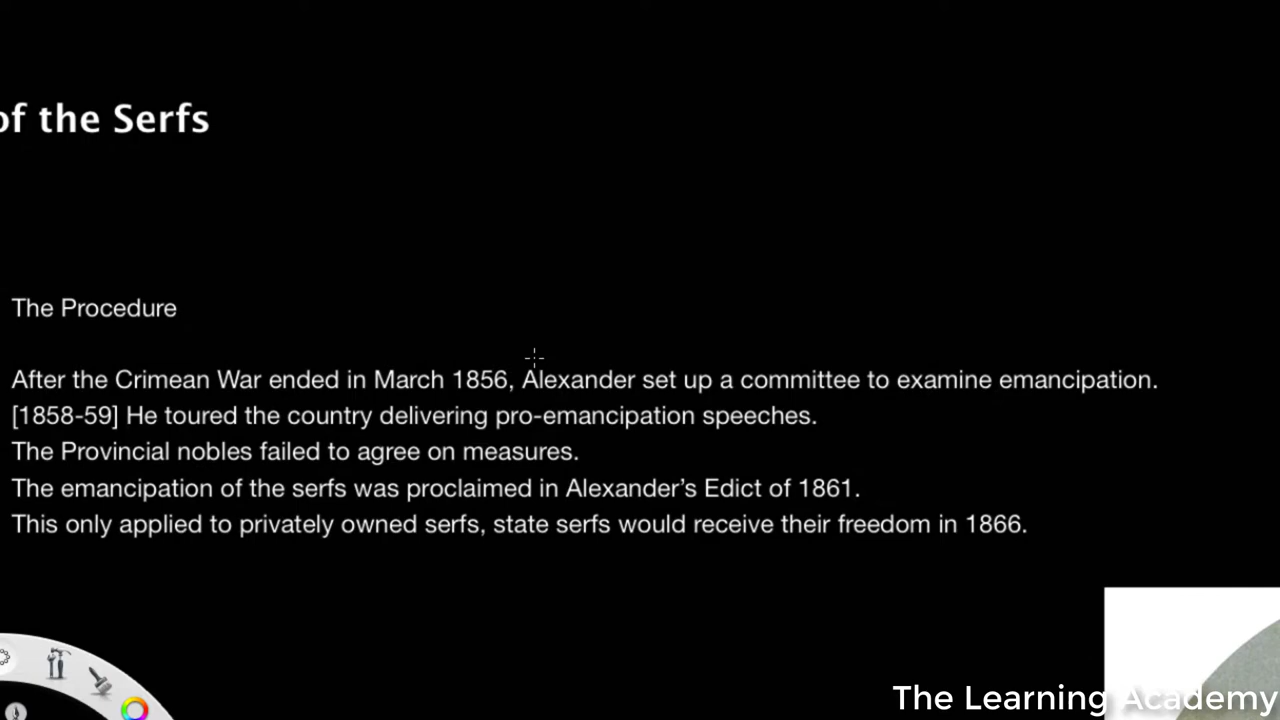 of the Serfs
The Procedure
After the Crimean War ended in March 1856, Alexander set up a committee to examine emancipation.
[1858-59] He toured the country delivering pro-emancipation speeches.
The Provincial nobles failed to agree on measures.
The emancipation of the serfs was proclaimed in Alexander’s Edict of 1861.
This only applied to privately owned serfs, state serfs would receive their freedom in 1866.
The Learning Academy